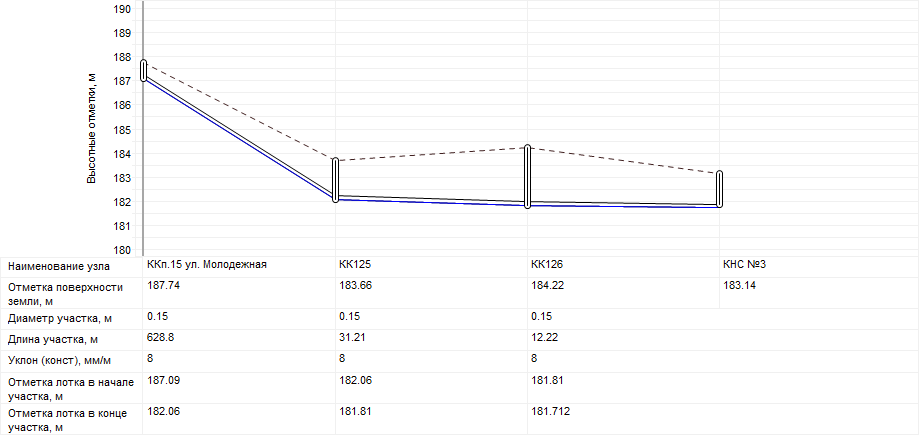 190
189
188
187
186
185
184
183
182
181
180
Высотные отметки, м
Наименование узла ККп.15 ул. Молодежная КК125 КК126 КНС №3
Отметка поверхности 187.74 183.66 184.22 183.14
земли, м
Диаметр участка, м 0.15 0.15 0.15
Длина участка, м 628.8 31.21 12.22
Уклон (конст), мм/м 8 8 8
Отметка лотка в начале 187.09 182.06 181.81
участка, м
Отметка лотка в конце 182.06 181.81 181.712
участка, м